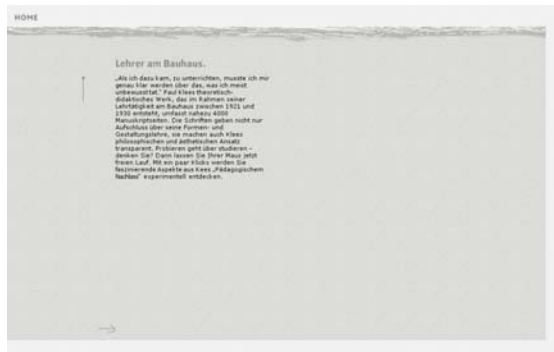 HOME
Lehrer am Bauhaus.
„Als ich dazu kam, zu unterrichten, musste ich mir
genau klar werden über das, was ich meist
unbewusst tat.“ Paul Klees theoretisch-
didaktisches Werk, das im Rahmen seiner
Lehrtätigkeit am Bauhaus zwischen 1921 und
1930 entsteht, umfasst nahezu 4000
Manuskriptseiten. Die Schriften geben nicht nur
Aufschluss über seine Formen- und
Gestaltungslehre, sie machen auch Klees
philosophischen und ästhetischen Ansatz
transparent. Probieren geht über studieren –
denken Sie? Dann lassen Sie Ihrer Maus jetzt
freien Lauf. Mit ein paar Klicks werden Sie
faszinierende Aspekte aus Kees „Pädagogischem
Nachlass“ experimentell entdecken.